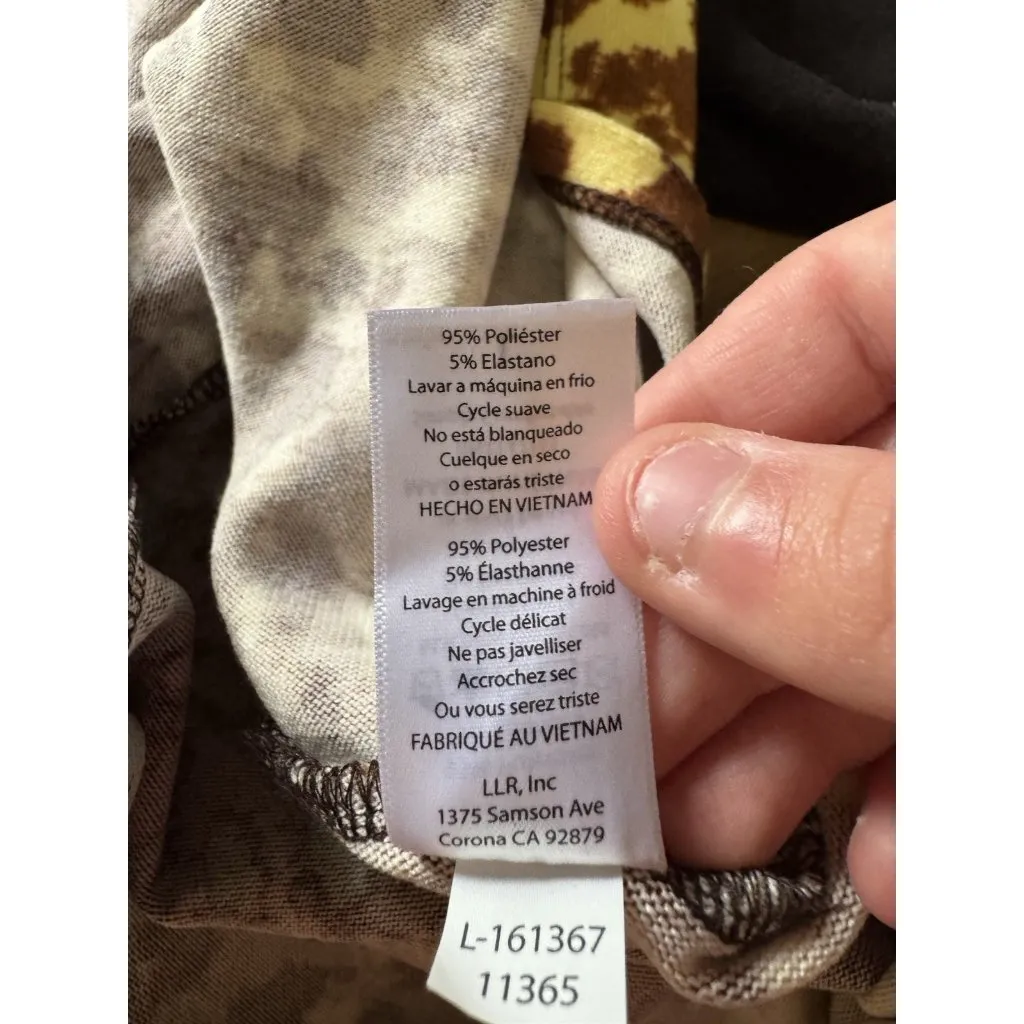 95% Poliéster
5% Elastano
Lavar a máquina en frio
Cycle suave
No está blanqueado
Cuelque en seco
o estarás triste
HECHO EN VIETNAM
95% Polyester
5% Élasthanne
Lavage en machine à froid
Cycle délicat
Ne pas javelliser
Accrochez sec
Ou vous serez triste
FABRIQUÉ AU VIETNAM
LLR, Inc
1375 Samson Ave
Corona CA 92879
L-161367
11365